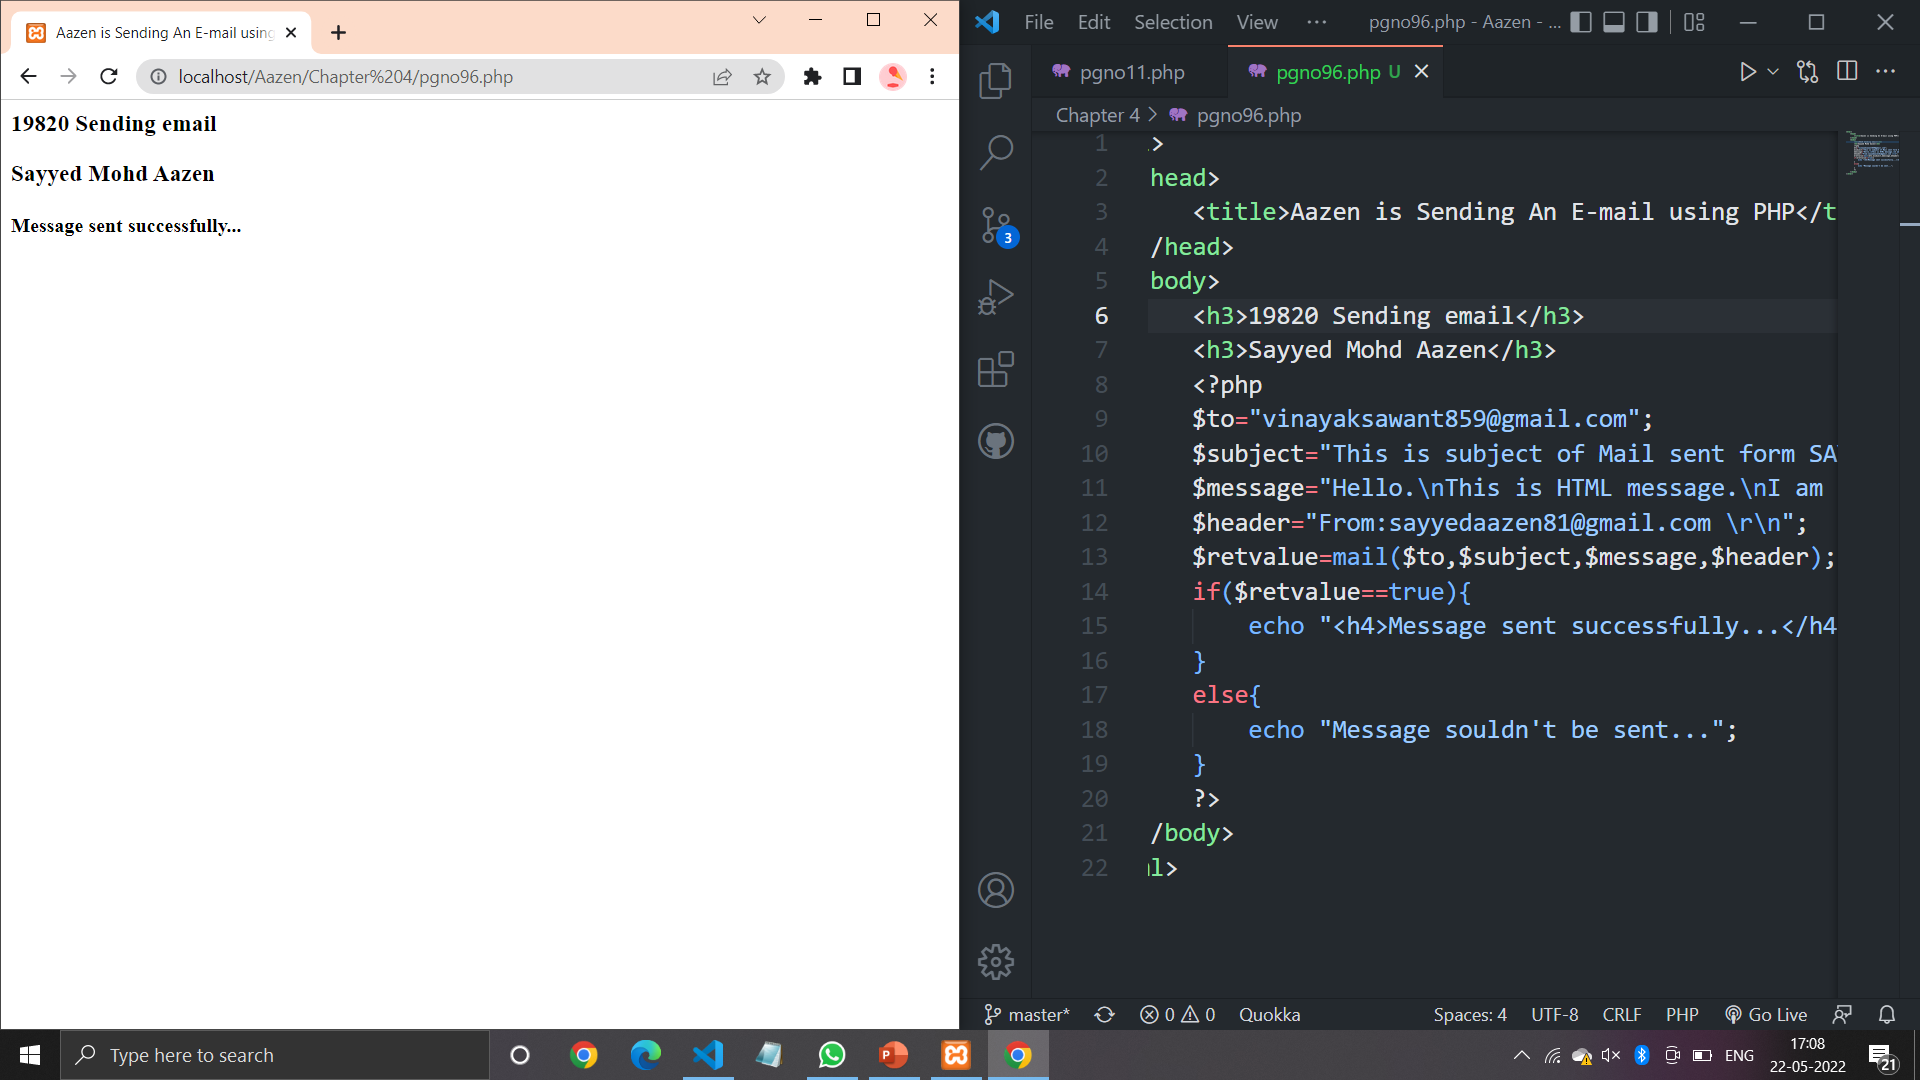 Aazen is Sending An E-mail using
localhost/Aazen/Chapter%204/pgno96.php
19820 Sending email
Sayyed Mohd Aazen
Message sent successfully...
File Edit Selection View ··· pgno96.php - Aazen - ...
pgno11.php
pgno96.php U
Chapter 4 > pgno96.php
1 >
2 head>
3 <title>Aazen is Sending An E-mail using PHP</t
4 /head>
5 body>
6 <h3>19820 Sending email</h3>
7 <h3>Sayyed Mohd Aazen</h3>
8 <?php
9 $to="vinayaksawant859@gmail.com";
10 $subject="This is subject of Mail sent form SA
11 $message="Hello.\nThis is HTML message.\nI am
12 $header="From:sayyedaazen81@gmail.com \r\n";
13 $retvalue=mail($to,$subject,$message,$header);
14 if($retvalue==true){
15 echo "<h4>Message sent successfully...</h4
16 }
17 else{
18 echo "Message souldn't be sent...";
19 }
20 ?>
21 /body>
22 l>
3
master* 0 0 Quokka Spaces: 4 UTF-8 CRLF PHP Go Live
Type here to search
ENG
17:08
22-05-2022
21